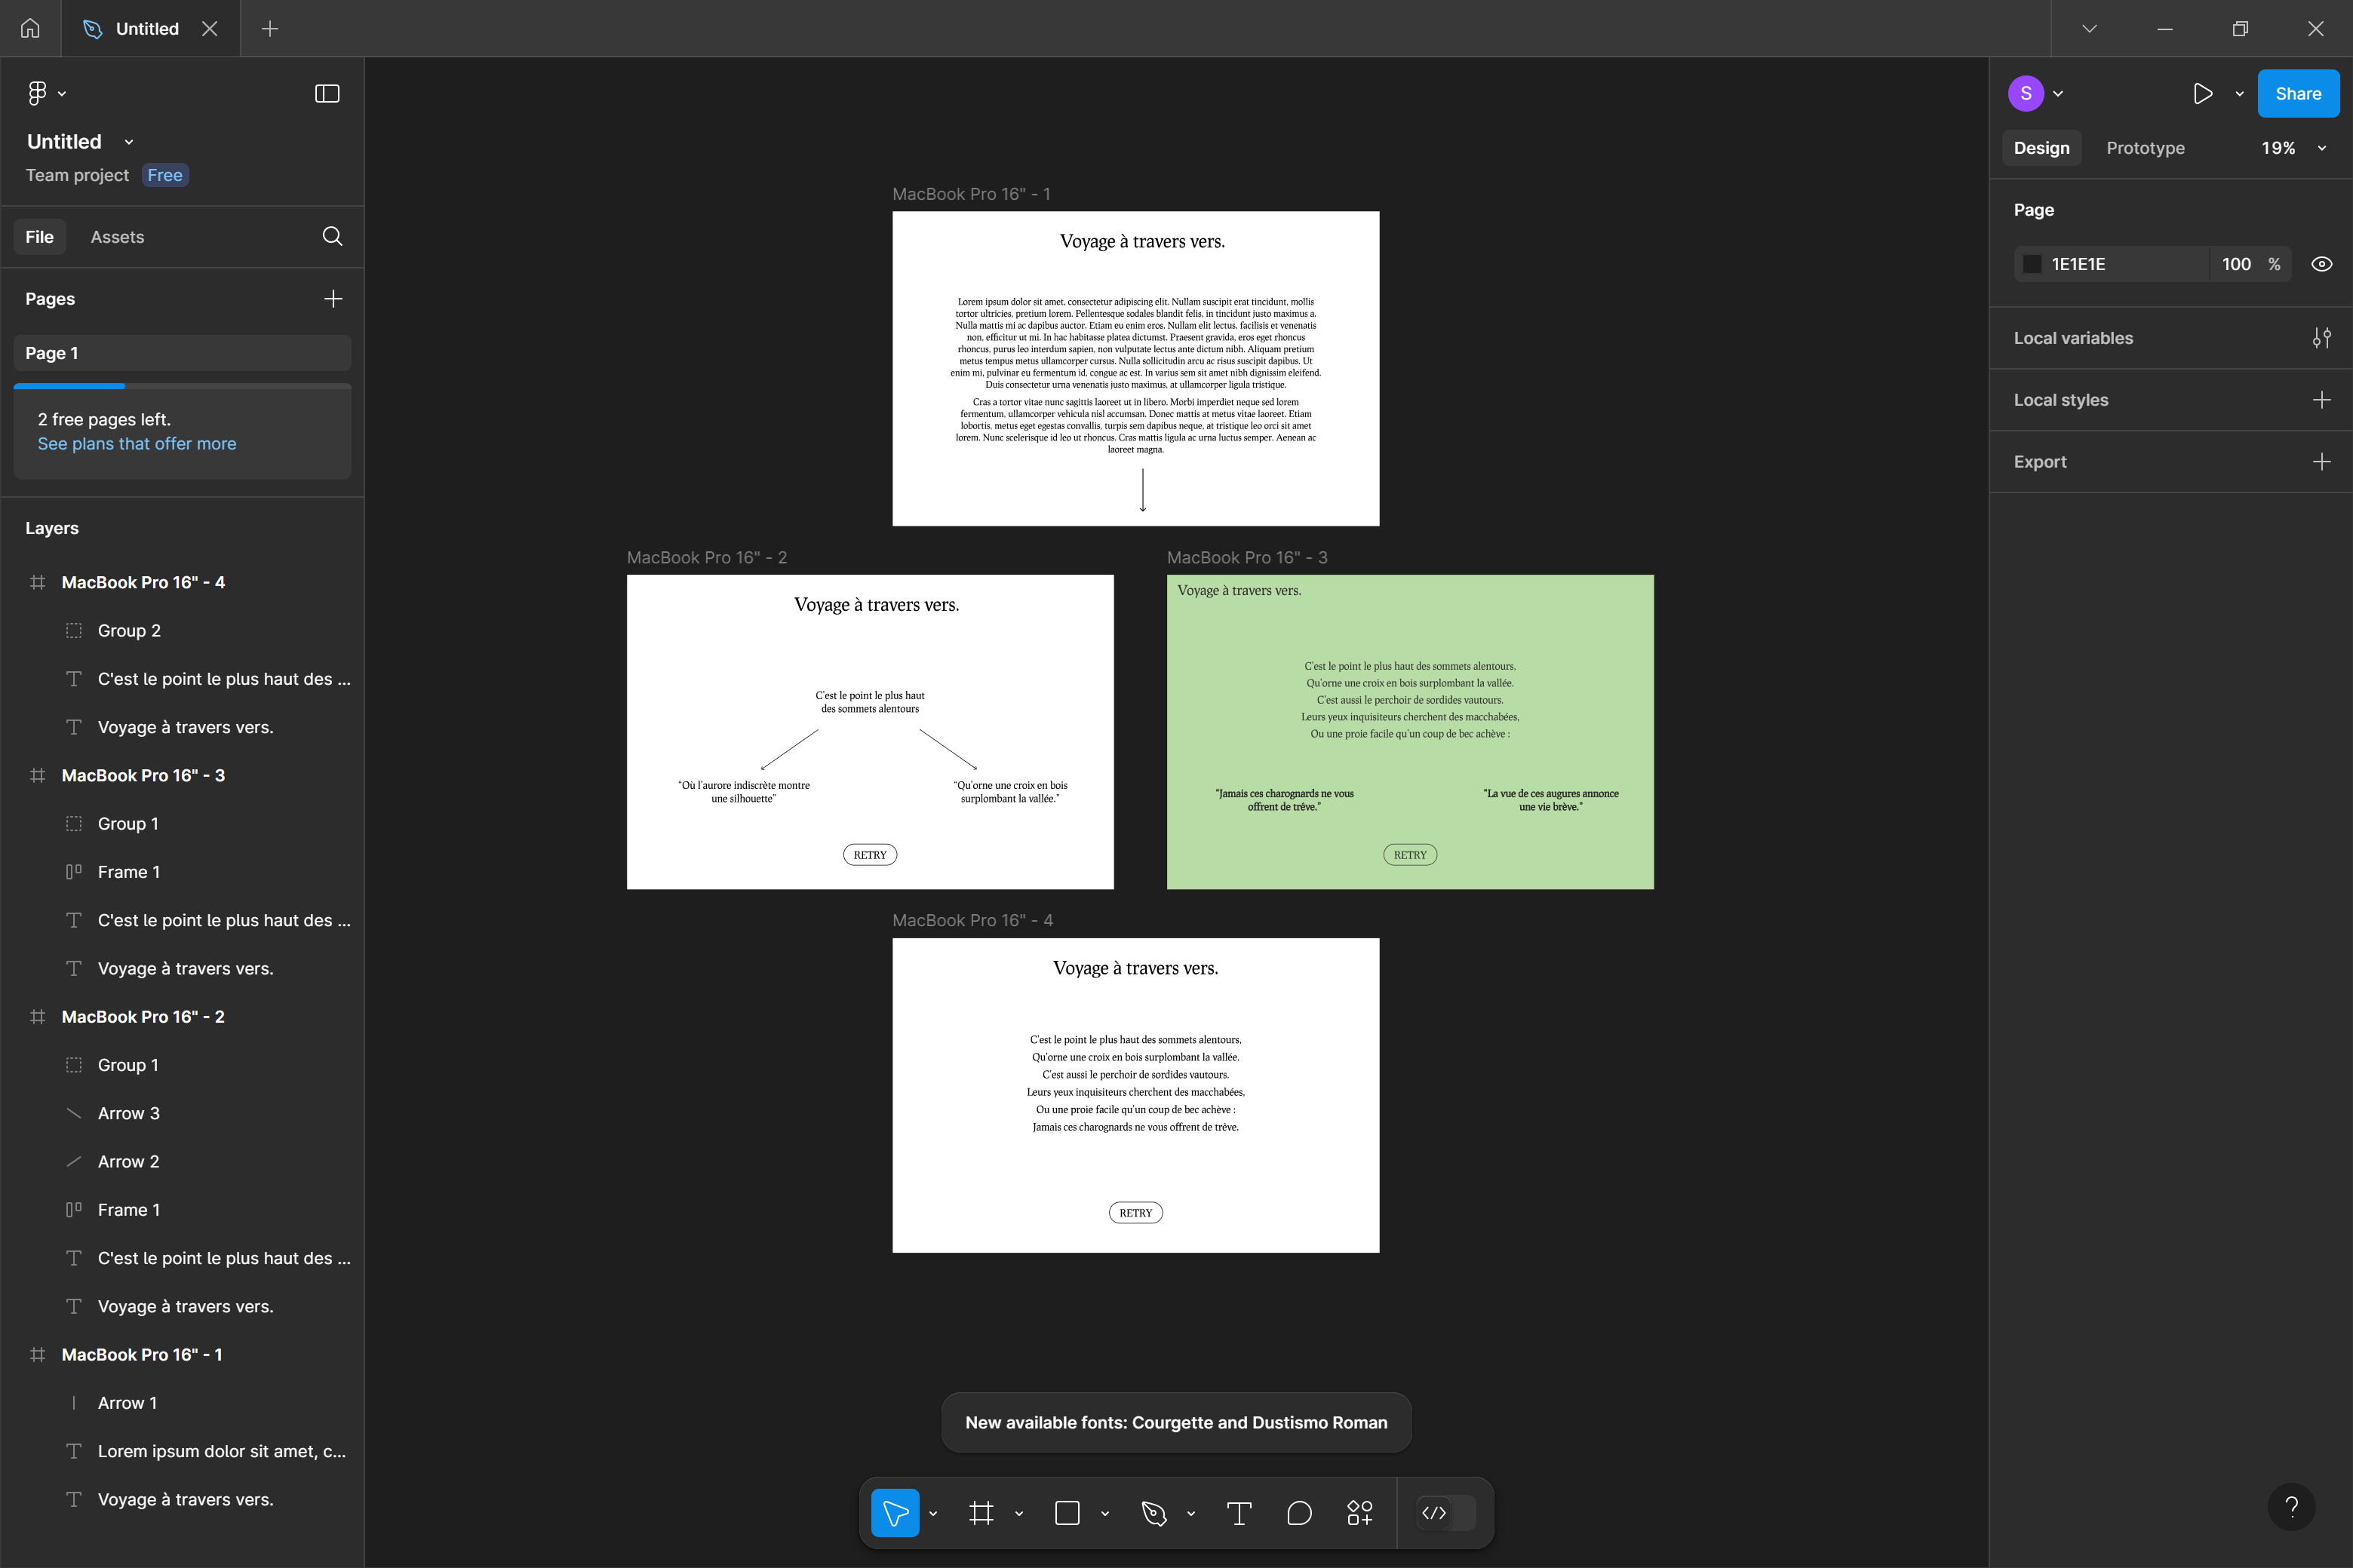 Untitled
Untitled
Team project Free
File Assets
Pages
Page 1
2 free pages left.
See plans that offer more
Layers
MacBook Pro 16" - 4
Group 2
C'est le point le plus haut des ...
Voyage à travers vers.
MacBook Pro 16" - 3
Group 1
Frame 1
C'est le point le plus haut des ...
Voyage à travers vers.
MacBook Pro 16" - 2
Group 1
Arrow 3
Arrow 2
Frame 1
C'est le point le plus haut des ...
Voyage à travers vers.
MacBook Pro 16" - 1
Arrow 1
Lorem ipsum dolor sit amet, c...
Voyage à travers vers.
MacBook Pro 16" - 1
Voyage à travers vers.
Lorem ipsum dolor sit amet, consectetur adipiscing elit. Nullam suscipit erat tincidunt, mollis
tortor ultricies, pretium lorem. Pellentesque sodales blandit felis, in tincidunt justo maximus a.
Nulla mattis mi ac dapibus auctor. Etiam eu enim eros. Nullam elit lectus, facilisis et venenatis
non, efficitur ut mi. In hac habitasse platea dictumst. Praesent gravida, eros eget rhoncus
rhoncus, purus leo interdum sapien, non vulputate lectus ante dictum nibh. Aliquam pretium
metus tempus metus ullamcorper cursus. Nulla sollicitudin arcu ac risus suscipit dapibus. Ut
enim mi, pulvinar eu fermentum id, congue ac est. In varius sem sit amet nibh dignissim eleifend.
Duis consectetur urna venenatis justo maximus, at ullamcorper ligula tristique.
Cras a tortor vitae nunc sagittis laoreet ut in libero. Morbi imperdiet neque sed lorem
fermentum, ullamcorper vehicula nisl accumsan. Donec mattis at metus vitae laoreet. Etiam
lobortis, metus eget egestas convallis, turpis sem dapibus neque, at tristique leo orci sit amet
lorem. Nunc scelerisque id leo ut rhoncus. Cras mattis ligula ac urna luctus semper. Aenean ac
laoreet magna.
MacBook Pro 16" - 2
Voyage à travers vers.
C'est le point le plus haut
des sommets alentours
"Où l'aurore indiscrète montre
une silhouette"
"Qu'orne une croix en bois
surplombant la vallée."
RETRY
MacBook Pro 16" - 3
Voyage à travers vers.
C'est le point le plus haut des sommets alentours,
Qu'orne une croix en bois surplombant la vallée.
C'est aussi le perchoir de sordides vautours.
Leurs yeux inquisiteurs cherchent des macchabées,
Ou une proie facile qu'un coup de bec achève :
"Jamais ces charognards ne vous
offrent de trêve."
"La vue de ces augures annonce
une vie brève."
RETRY
MacBook Pro 16" - 4
Voyage à travers vers.
C'est le point le plus haut des sommets alentours,
Qu'orne une croix en bois surplombant la vallée.
C'est aussi le perchoir de sordides vautours.
Leurs yeux inquisiteurs cherchent des macchabées,
Ou une proie facile qu'un coup de bec achève :
Jamais ces charognards ne vous offrent de trêve.
RETRY
New available fonts: Courgette and Dustismo Roman
S
Share
Design Prototype 19%
Page
1E1E1E 100 %
Local variables
Local styles
Export
?